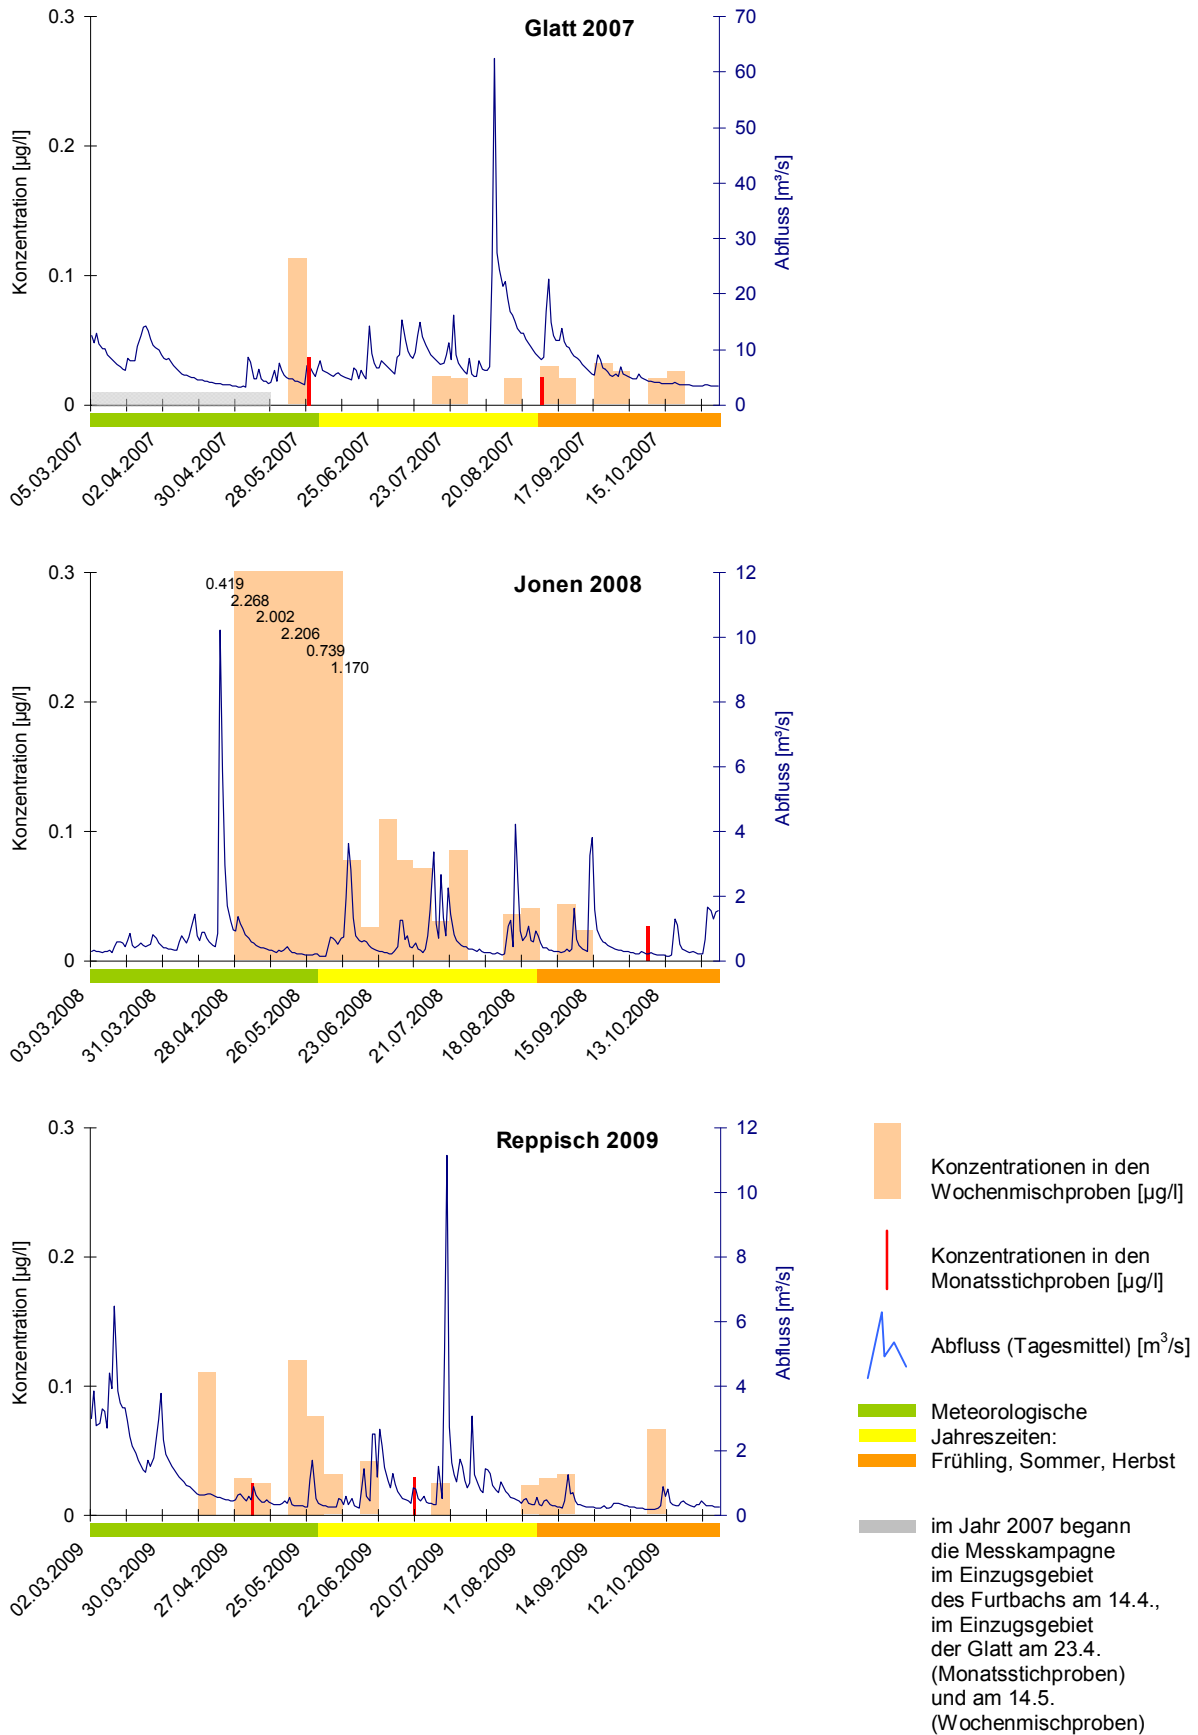 Glatt 2007
Konzentration [µg/l]
0.3
0.2
0.1
0
Abfluss [m³/s]
70
60
50
40
30
20
10
0
05.03.2007
02.04.2007
30.04.2007
28.05.2007
25.06.2007
23.07.2007
20.08.2007
17.09.2007
15.10.2007
Jonen 2008
Konzentration [µg/l]
0.3
0.2
0.1
0
0.419
2.268
2.002
2.206
0.739
1.170
Abfluss [m³/s]
12
10
8
6
4
2
0
03.03.2008
31.03.2008
28.04.2008
26.05.2008
23.06.2008
21.07.2008
18.08.2008
15.09.2008
13.10.2008
Reppisch 2009
Konzentration [µg/l]
0.3
0.2
0.1
0
Abfluss [m³/s]
12
10
8
6
4
2
0
02.03.2009
30.03.2009
27.04.2009
25.05.2009
22.06.2009
20.07.2009
17.08.2009
14.09.2009
12.10.2009
Konzentrationen in den
Wochenmischproben [µg/l]
Konzentrationen in den
Monatsstichproben [µg/l]
Abfluss (Tagesmittel) [m³/s]
Meteorologische
Jahreszeiten:
Frühling, Sommer, Herbst
im Jahr 2007 begann
die Messkampagne
im Einzugsgebiet
des Furtbachs am 14.4.,
im Einzugsgebiet
der Glatt am 23.4.
(Monatsstichproben)
und am 14.5.
(Wochenmischproben)